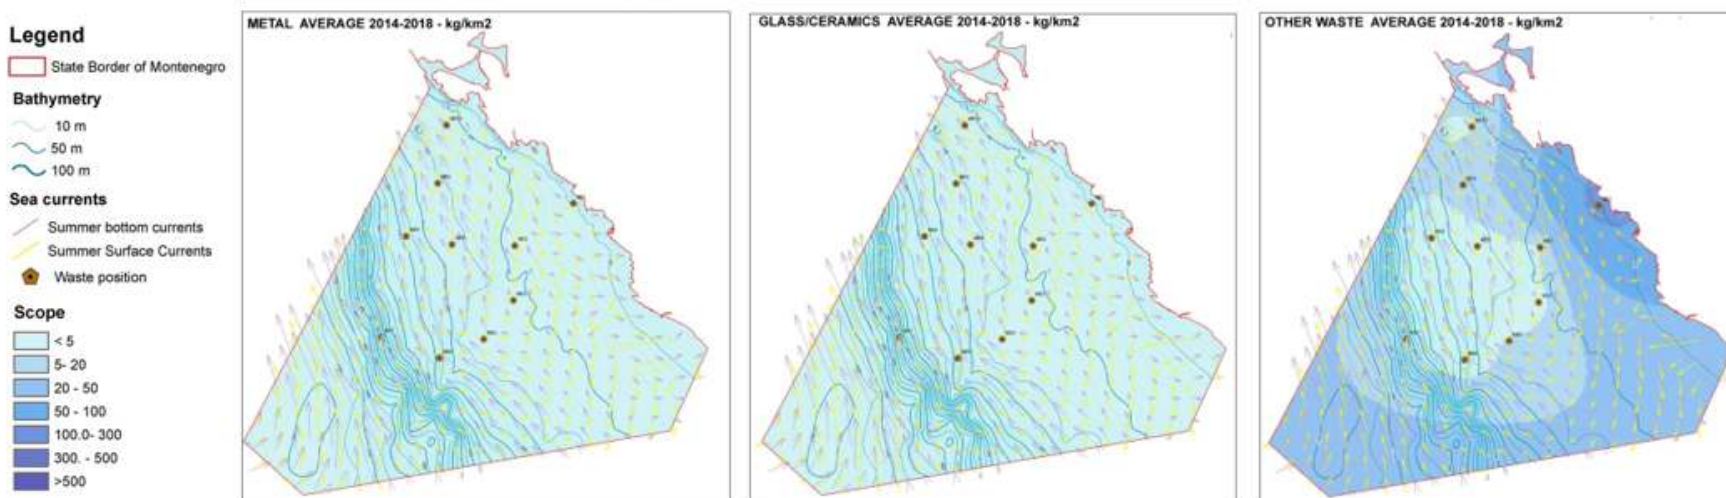 METAL AVERAGE 2014-2018 - kg/km2
GLASS/CERAMICS AVERAGE 2014-2018 - kg/km2
OTHER WASTE AVERAGE 2014-2018 - kg/km2
Legend
State Border of Montenegro
Bathymetry
10 m
50 m
100 m
Sea currents
Summer bottom currents
Summer Surface Currents
Waste position
Scope
< 5
5- 20
20 - 50
50 - 100
100.0- 300
300. - 500
>500